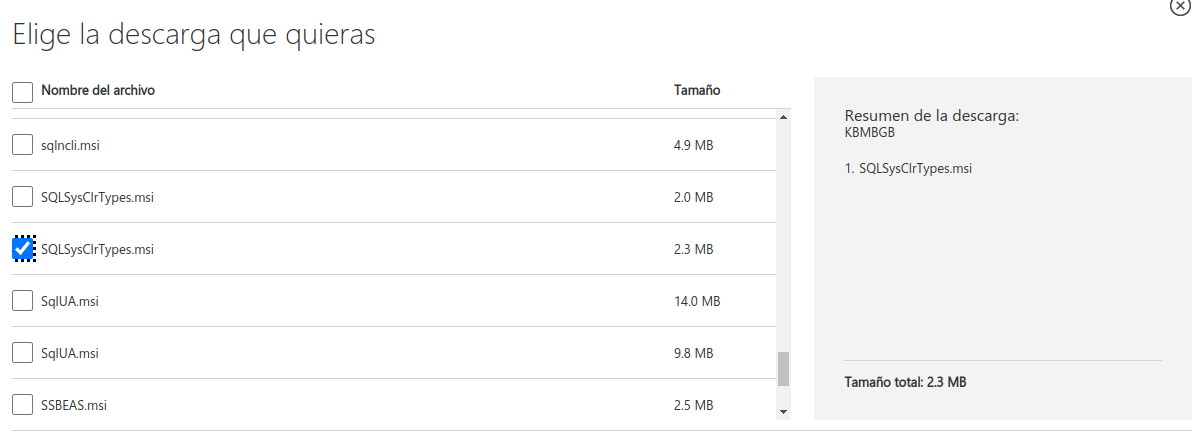 Elige la descarga que quieras
Nombre del archivo Tamaño
sqlncli.msi 4.9 MB
SQLSysClrTypes.msi 2.0 MB
SQLSysClrTypes.msi 2.3 MB
SqlUA.msi 14.0 MB
SqlUA.msi 9.8 MB
SSBEAS.msi 2.5 MB
Resumen de la descarga:
KBMBGB
1. SQLSysClrTypes.msi
Tamaño total: 2.3 MB